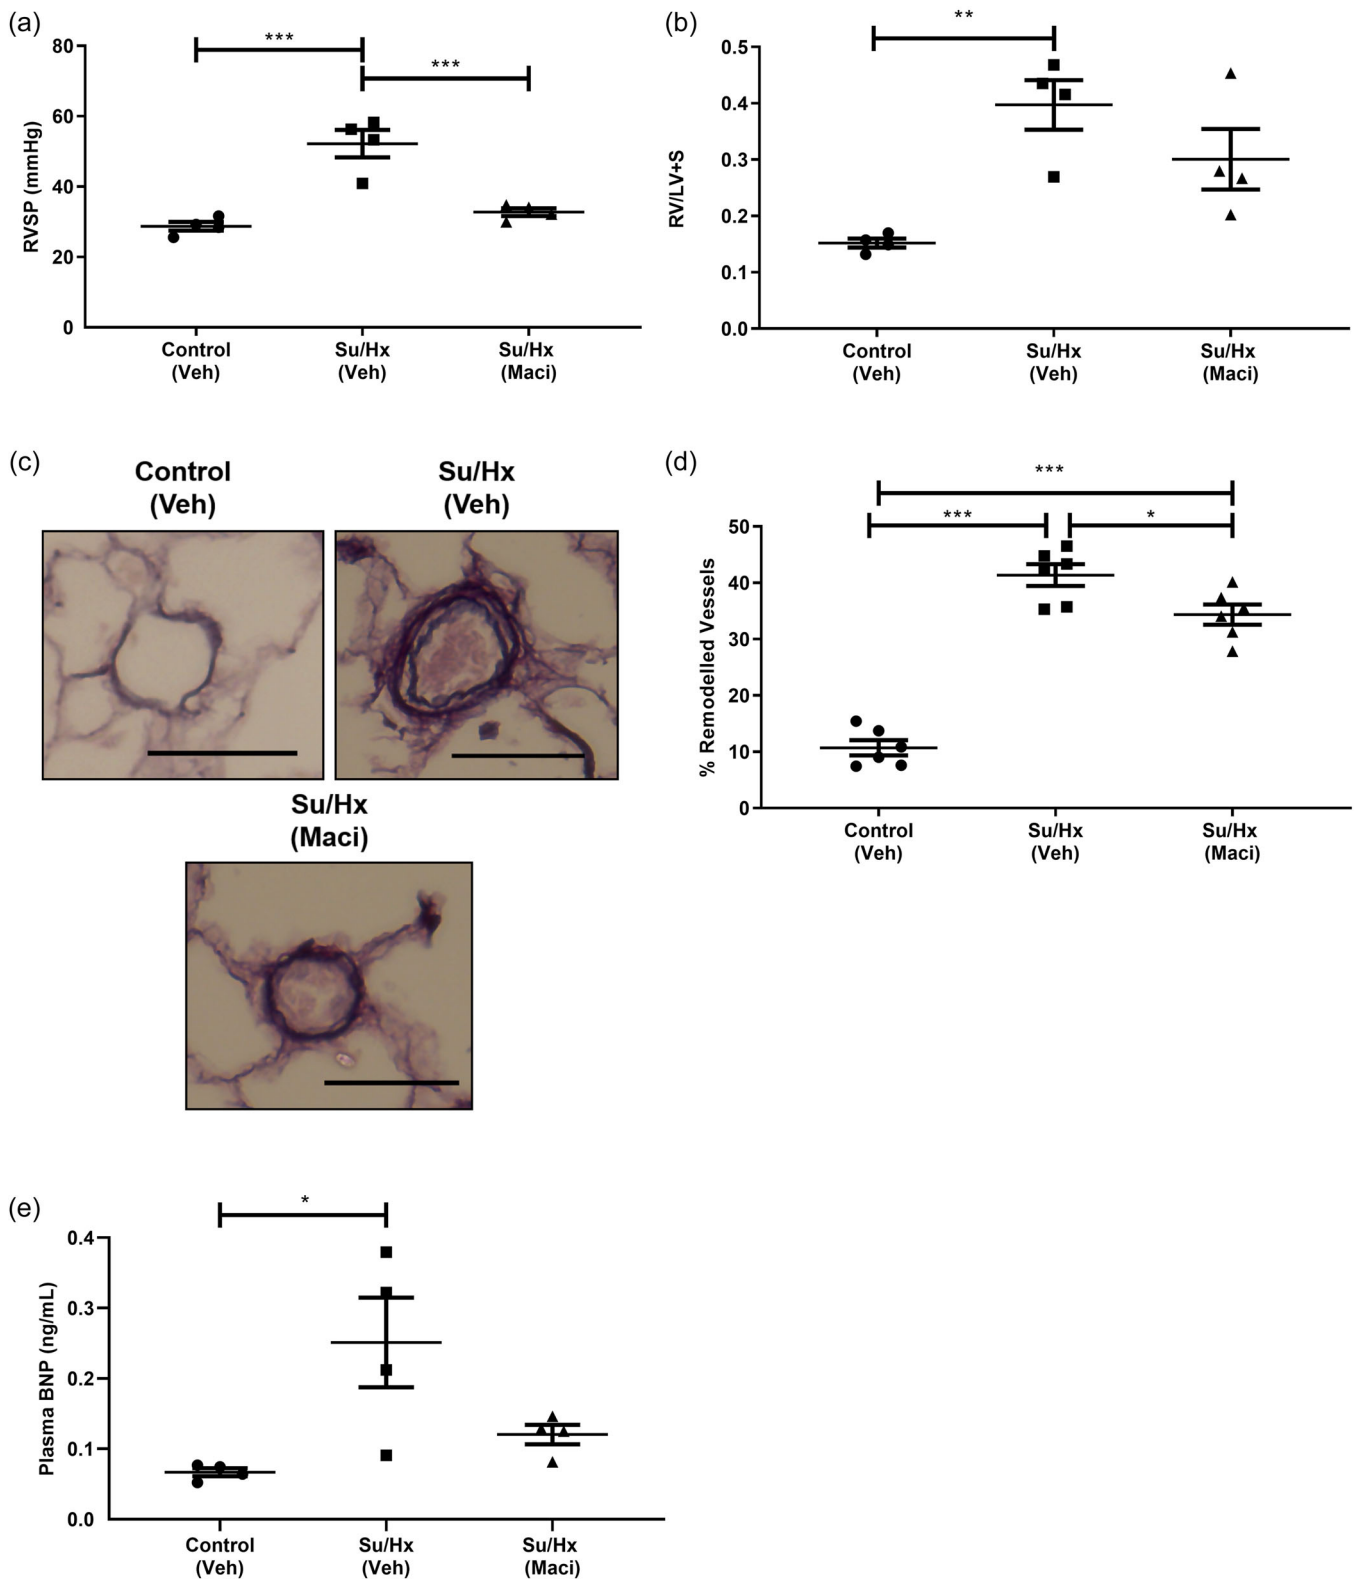 (a)
***
***
80
60
40
20
0
RVSP (mmHg)
Control
(Veh)
Su/Hx
(Veh)
Su/Hx
(Maci)
(b)
**
0.5
0.4
0.3
0.2
0.1
0.0
RV/LV+S
Control
(Veh)
Su/Hx
(Veh)
Su/Hx
(Maci)
(c)
Control
(Veh)
Su/Hx
(Veh)
Su/Hx
(Maci)
(d)
***
***
*
50
40
30
20
10
0
% Remodelled Vessels
Control
(Veh)
Su/Hx
(Veh)
Su/Hx
(Maci)
(e)
*
0.4
0.3
0.2
0.1
0.0
Plasma BNP (ng/mL)
Control
(Veh)
Su/Hx
(Veh)
Su/Hx
(Maci)